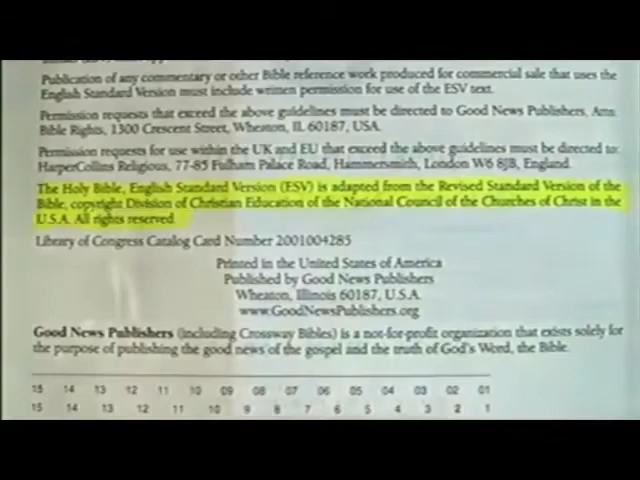 Publication of any commentary or other Bible reference work produced for commercial sale that uses the
English Standard Version must include written permission for use of the ESV text.
Permission requests that exceed the above guidelines must be directed to Good News Publishers, Attn:
Bible Rights, 1300 Crescent Street, Wheaton, IL 60187, USA.
Permission requests for use within the UK and EU that exceed the above guidelines must be directed to:
HarperCollins Religious, 77-85 Fulham Palace Road, Hammersmith, London W6 8JB, England.
The Holy Bible, English Standard Version (ESV) is adapted from the Revised Standard Version of the
Bible, copyright Division of Christian Education of the National Council of the Churches of Christ in the
U.S.A. All rights reserved.
Library of Congress Catalog Card Number 2001004285
Printed in the United States of America
Published by Good News Publishers
Wheaton, Illinois 60187, U.S.A.
www.GoodNewsPublishers.org
Good News Publishers (including Crossway Bibles) is a not-for-profit organization that exists solely for
the purpose of publishing the good news of the gospel and the truth of God's Word, the Bible.
15 14 13 12 11 10 09 08 07 06 05 04 03 02 01
15 14 13 12 11 10 9 8 7 6 5 4 3 2 1